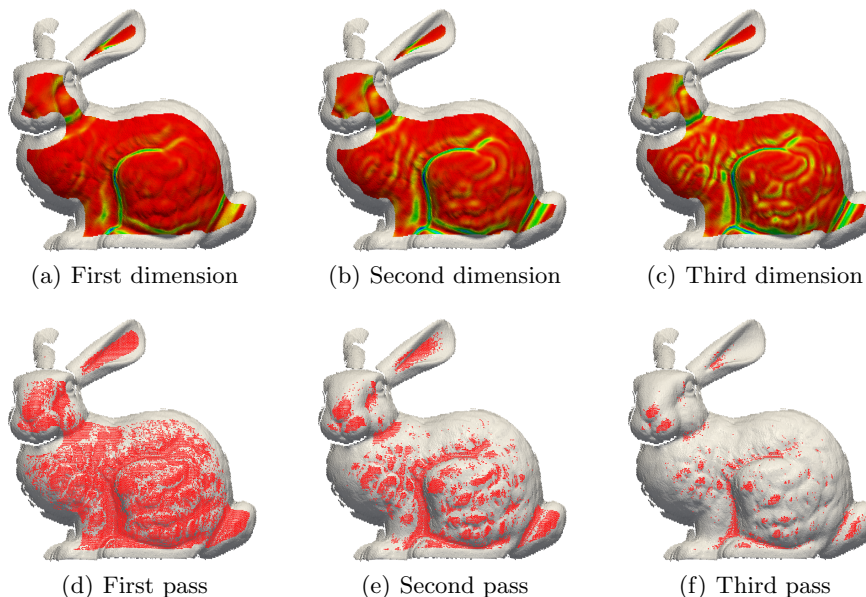 (a) First dimension
(b) Second dimension
(c) Third dimension
(d) First pass
(e) Second pass
(f) Third pass